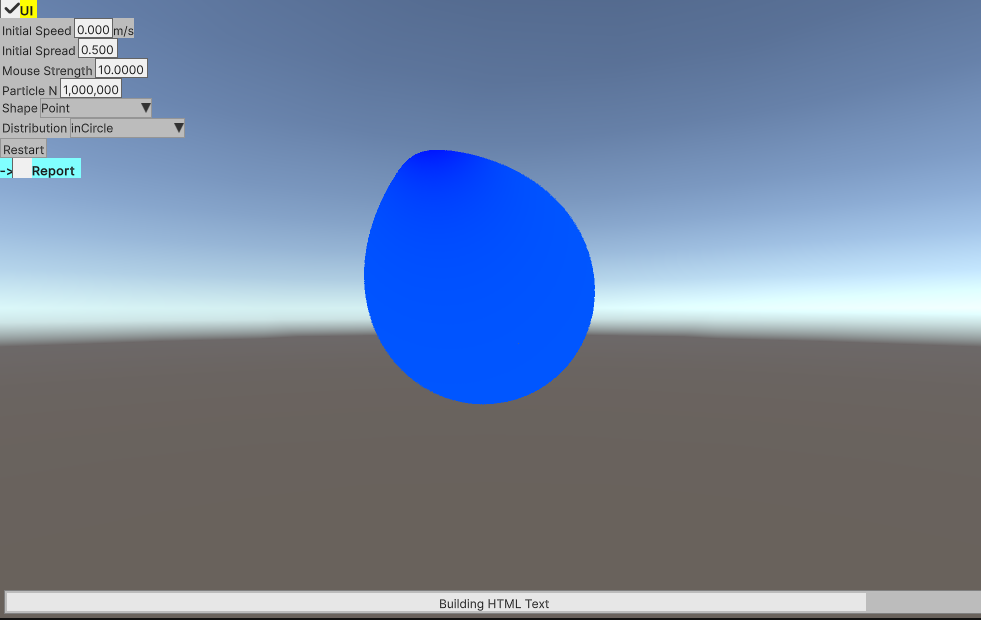 UI
Initial Speed 0.000 m/s
Initial Spread 0.500
Mouse Strength 10.0000
Particle N 1,000,000
Shape Point
Distribution inCircle
Restart
-> Report
Building HTML Text